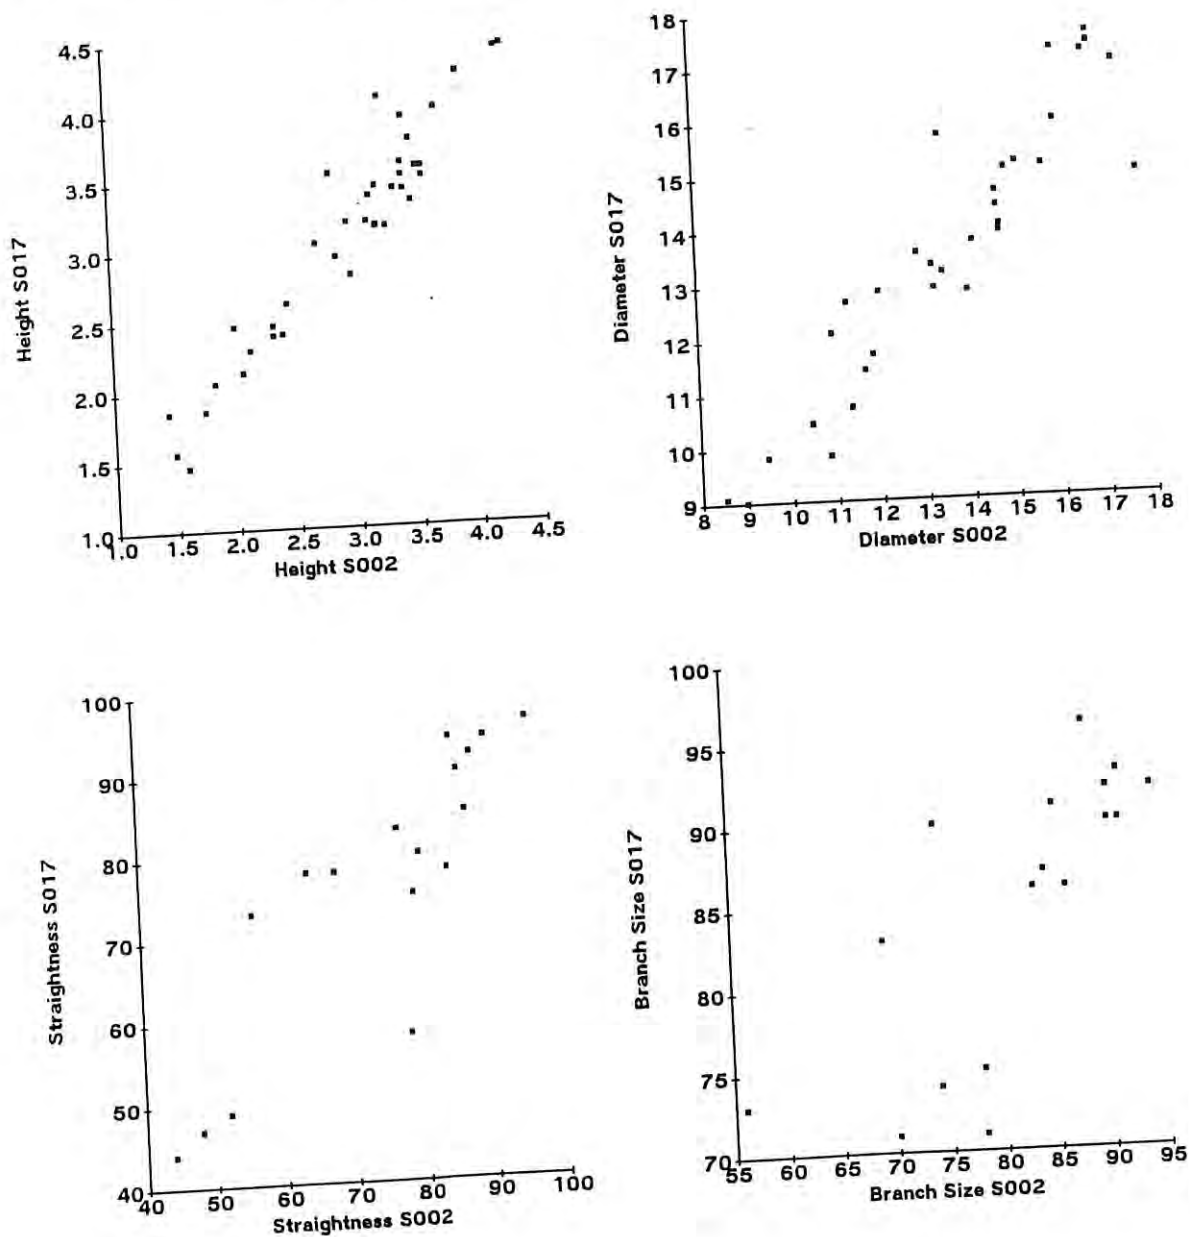 4.5
4.0
3.5
3.0
2.5
2.0
1.5
1.0
Height S017
1.0 1.5 2.0 2.5 3.0 3.5 4.0 4.5
Height S002
18
17
16
15
14
13
12
11
10
9
Diameter S017
8 9 10 11 12 13 14 15 16 17 18
Diameter S002
100
90
80
70
60
50
40
Straightness S017
40 50 60 70 80 90 100
Straightness S002
100
95
90
85
80
75
70
Branch Size S017
55 60 65 70 75 80 85 90 95
Branch Size S002